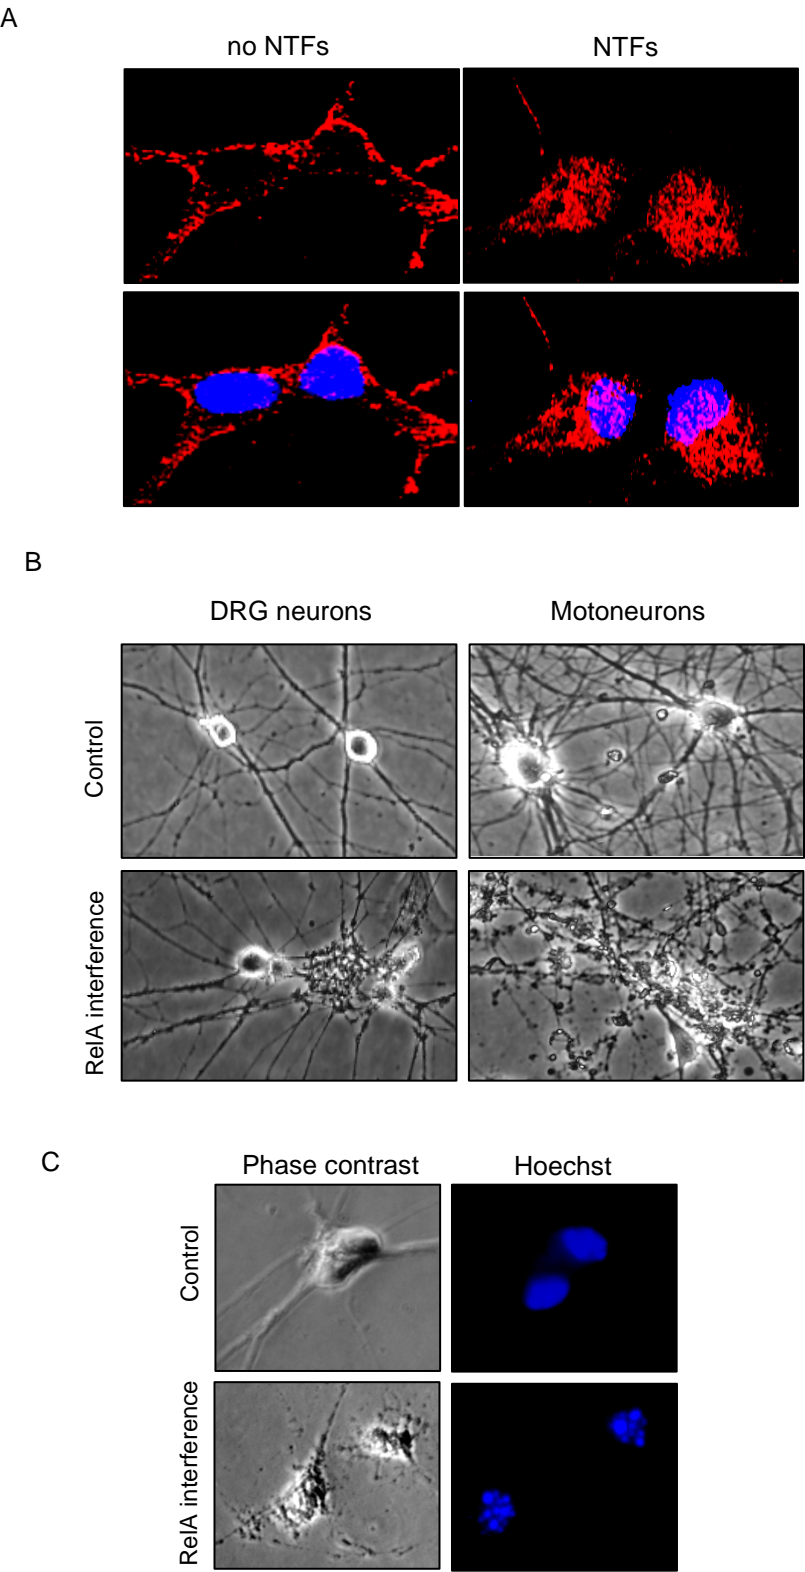 A
no NTFs
NTFs
B
DRG neurons
Motoneurons
Control
RelA interference
C
Phase contrast
Hoechst
Control
RelA interference